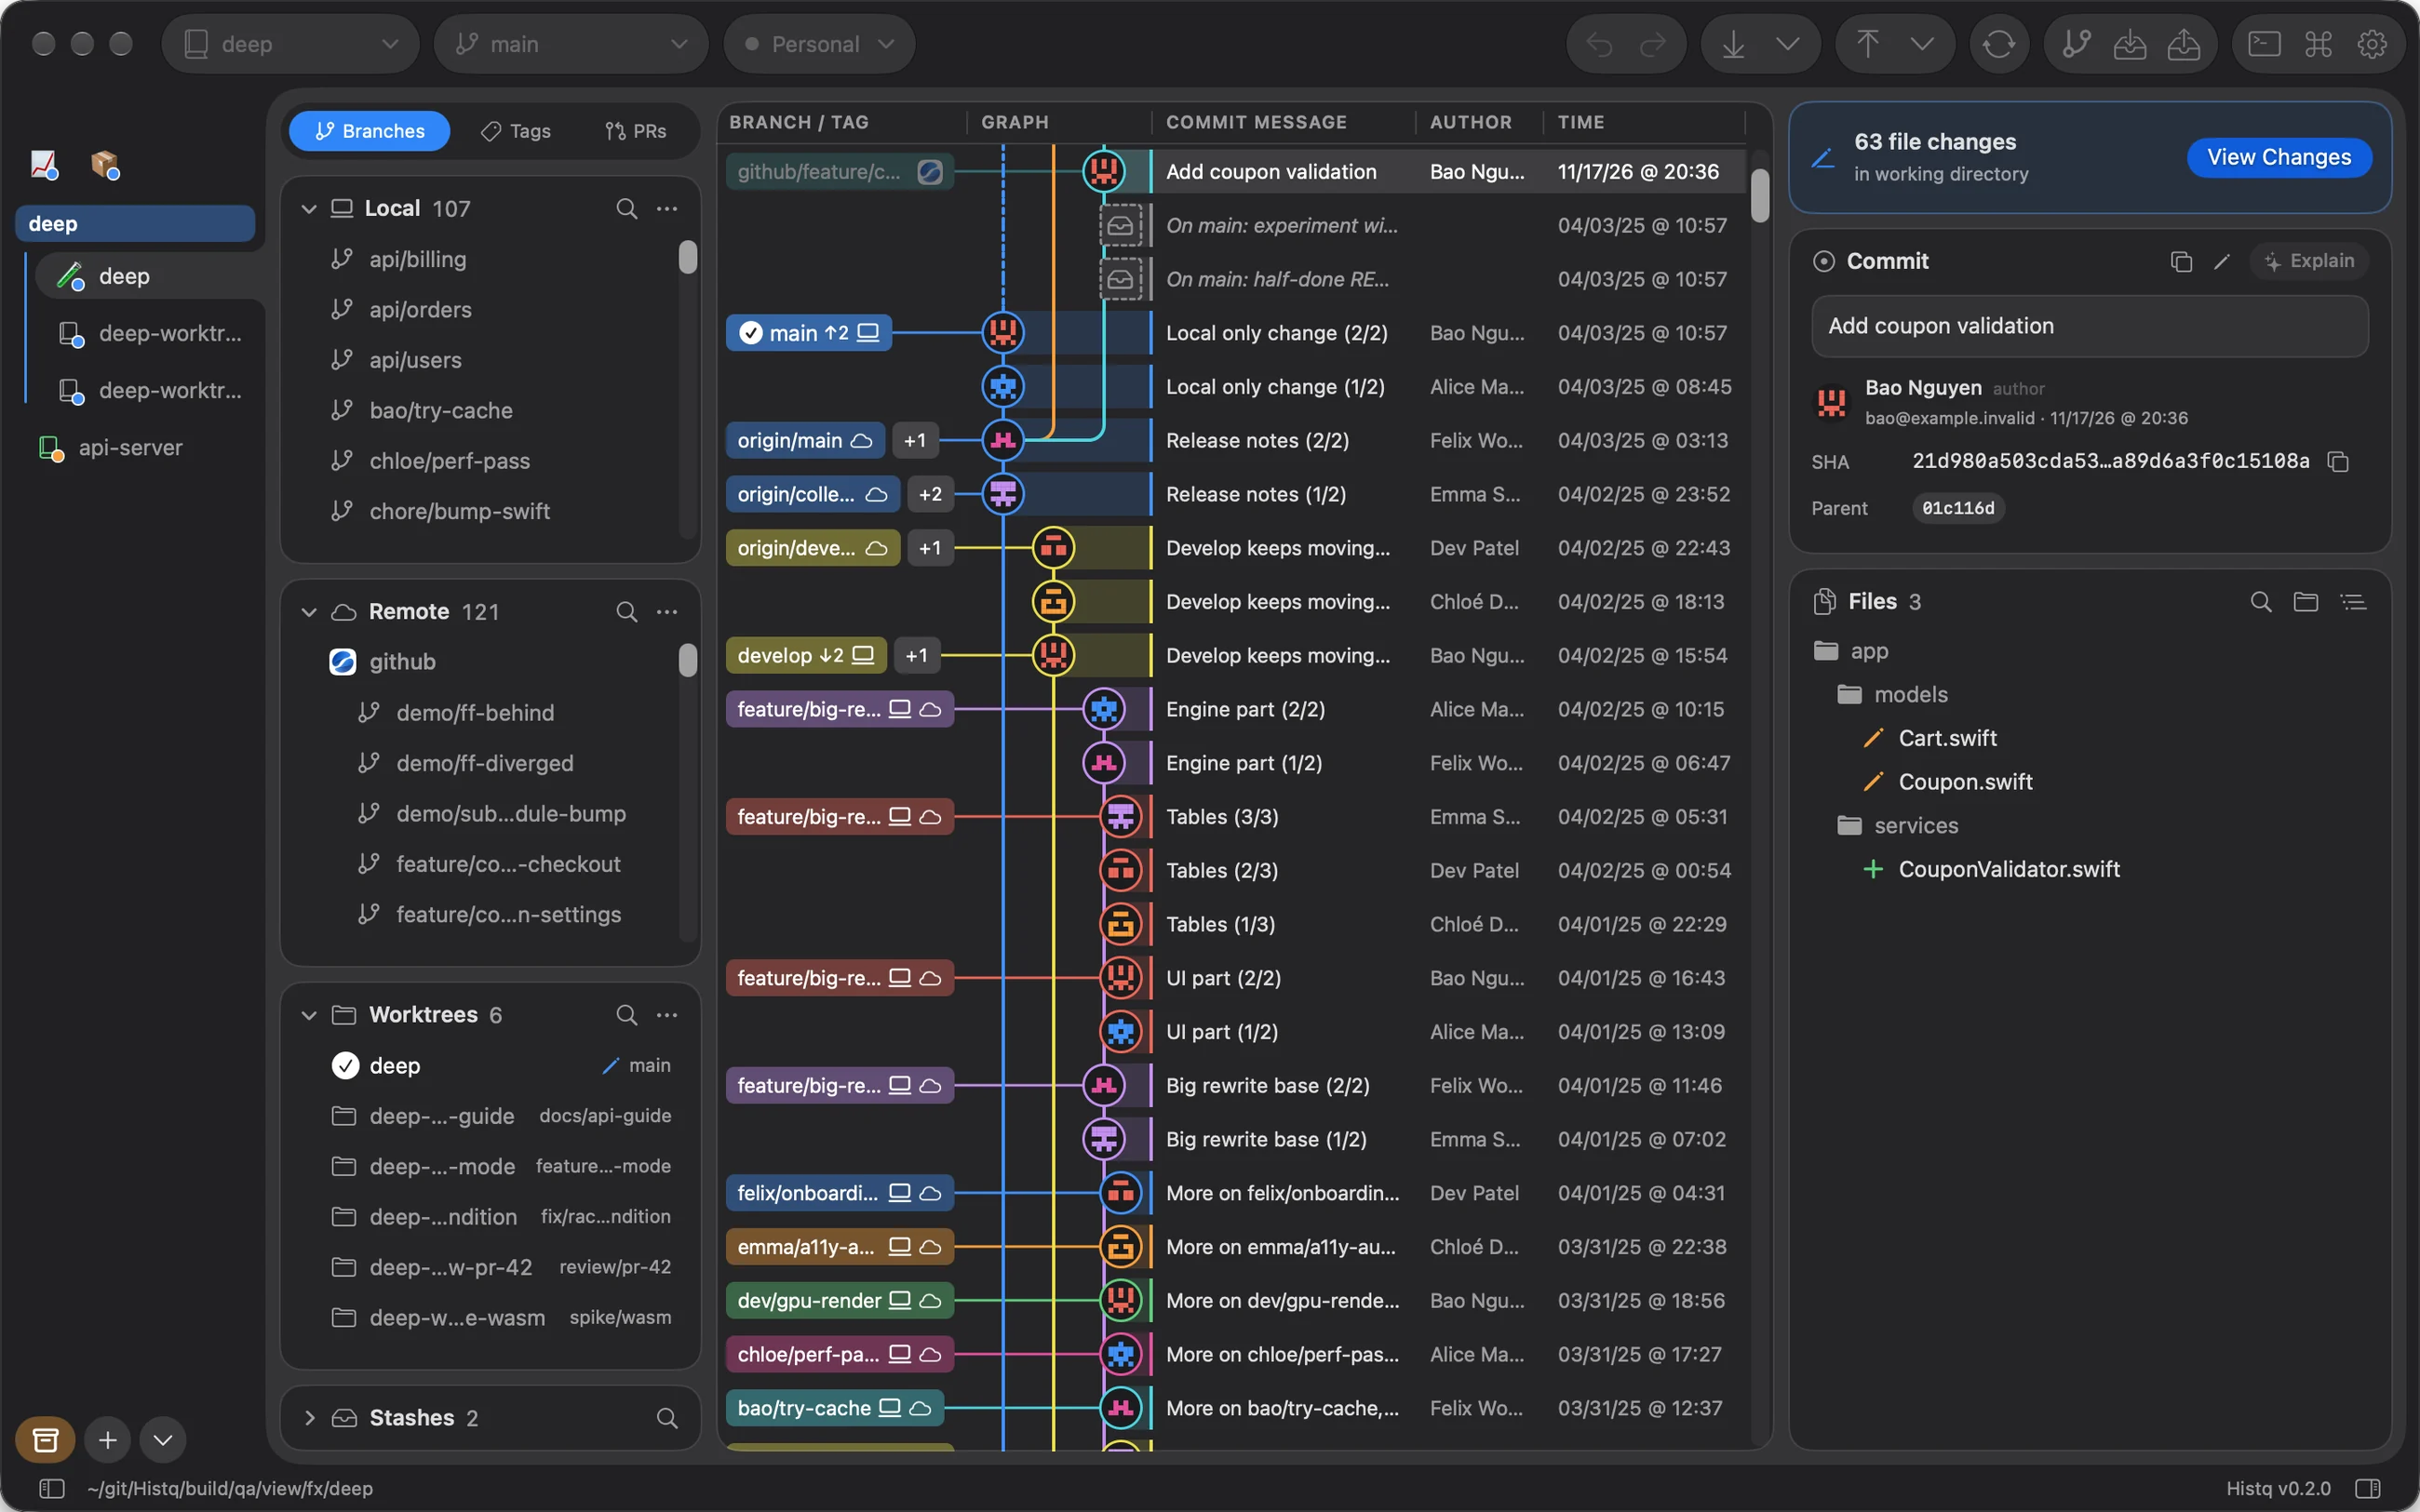 deep
main
Personal
Branches
Tags
PRs
deep
deep
deep-worktr...
deep-worktr...
api-server
Local 107
api/billing
api/orders
api/users
bao/try-cache
chloe/perf-pass
chore/bump-swift
Remote 121
github
demo/ff-behind
demo/ff-diverged
demo/sub...dule-bump
feature/co...-checkout
feature/co...n-settings
Worktrees 6
deep main
deep-...-guide docs/api-guide
deep-...-mode feature...-mode
deep-...ndition fix/rac...ndition
deep-...w-pr-42 review/pr-42
deep-w...e-wasm spike/wasm
Stashes 2
BRANCH / TAG GRAPH COMMIT MESSAGE AUTHOR TIME
github/feature/c... Add coupon validation Bao Ngu... 11/17/26 @ 20:36
On main: experiment wi... 04/03/25 @ 10:57
On main: half-done RE... 04/03/25 @ 10:57
main ↑2 Local only change (2/2) Bao Ngu... 04/03/25 @ 10:57
Local only change (1/2) Alice Ma... 04/03/25 @ 08:45
origin/main +1 Release notes (2/2) Felix Wo... 04/03/25 @ 03:13
origin/colle... +2 Release notes (1/2) Emma S... 04/02/25 @ 23:52
origin/deve... +1 Develop keeps moving... Dev Patel 04/02/25 @ 22:43
Develop keeps moving... Chloé D... 04/02/25 @ 18:13
develop ↓2 +1 Develop keeps moving... Bao Ngu... 04/02/25 @ 15:54
feature/big-re... Engine part (2/2) Alice Ma... 04/02/25 @ 10:15
Engine part (1/2) Felix Wo... 04/02/25 @ 06:47
feature/big-re... Tables (3/3) Emma S... 04/02/25 @ 05:31
Tables (2/3) Dev Patel 04/02/25 @ 00:54
Tables (1/3) Chloé D... 04/01/25 @ 22:29
feature/big-re... UI part (2/2) Bao Ngu... 04/01/25 @ 16:43
UI part (1/2) Alice Ma... 04/01/25 @ 13:09
feature/big-re... Big rewrite base (2/2) Felix Wo... 04/01/25 @ 11:46
Big rewrite base (1/2) Emma S... 04/01/25 @ 07:02
felix/onboardi... More on felix/onboardin... Dev Patel 04/01/25 @ 04:31
emma/a11y-a... More on emma/a11y-au... Chloé D... 03/31/25 @ 22:38
dev/gpu-render More on dev/gpu-rende... Bao Ngu... 03/31/25 @ 18:56
chloe/perf-pa... More on chloe/perf-pas... Alice Ma... 03/31/25 @ 17:27
bao/try-cache More on bao/try-cache,... Felix Wo... 03/31/25 @ 12:37
63 file changes
in working directory
View Changes
Commit
Explain
Add coupon validation
Bao Nguyen author
bao@example.invalid · 11/17/26 @ 20:36
SHA 21d980a503cda53…a89d6a3f0c15108a
Parent 01c116d
Files 3
app
models
Cart.swift
Coupon.swift
services
CouponValidator.swift
~/git/Histq/build/qa/view/fx/deep
Histq v0.2.0